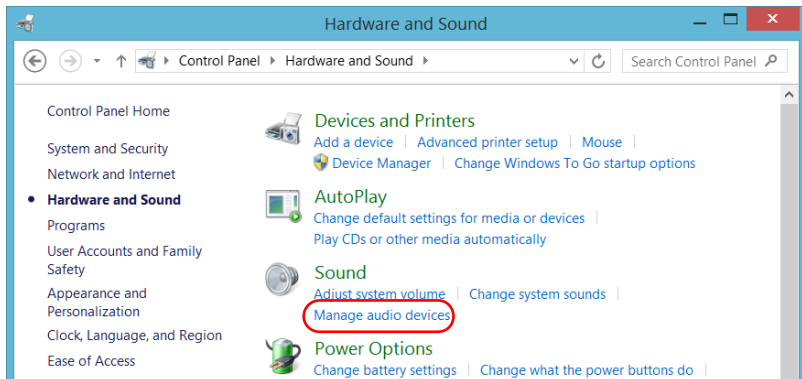 Hardware and Sound
Control Panel Hardware and Sound
Search Control Panel
Control Panel Home
System and Security
Network and Internet
Hardware and Sound
Programs
User Accounts and Family
Safety
Appearance and
Personalization
Clock, Language, and Region
Ease of Access
Devices and Printers
Add a device Advanced printer setup Mouse
Device Manager Change Windows To Go startup options
AutoPlay
Change default settings for media or devices
Play CDs or other media automatically
Sound
Adjust system volume Change system sounds
Manage audio devices
Power Options
Change battery settings Change what the power buttons do